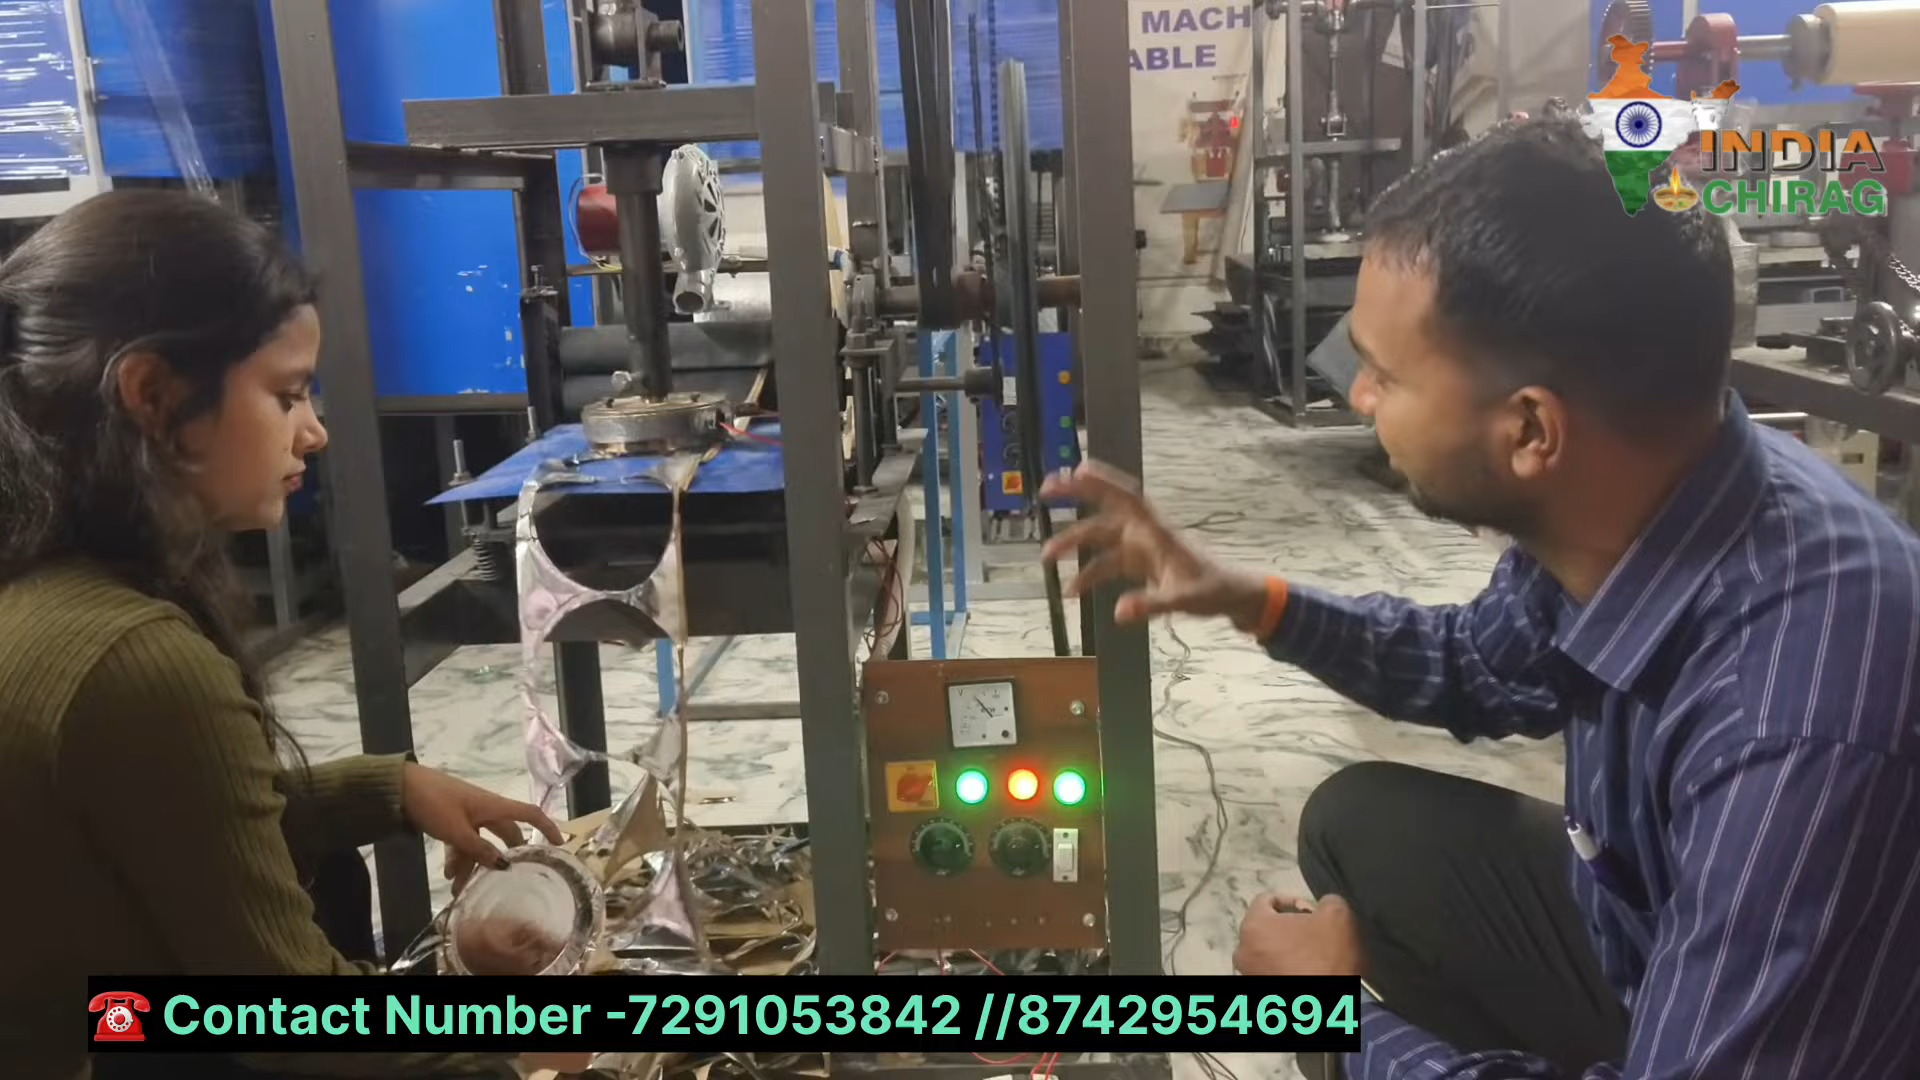 MACH
ABLE
INDIA
CHIRAG
V
Contact Number -7291053842 //8742954694